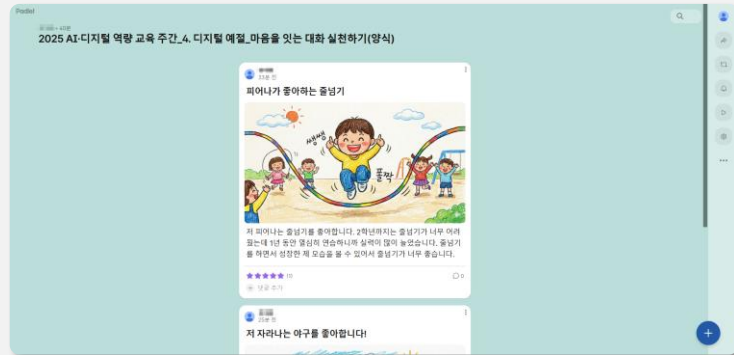 Padlet
2025 AI·디지털 역량 교육 주간_4. 디지털 예절_마음을 잇는 대화 실천하기(양식)
피어나가 좋아하는 줄넘기
쌩쌩
폴짝
저 피어나는 줄넘기를 좋아합니다. 2학년까지는 줄넘기가 너무 어려
웠는데 1년 동안 열심히 연습하니까 실력이 많이 늘었습니다. 줄넘기
를 하면서 성장한 제 모습을 볼 수 있어서 줄넘기가 너무 좋습니다.
(1)
0
댓글 추가
저 자라나는 야구를 좋아합니다!